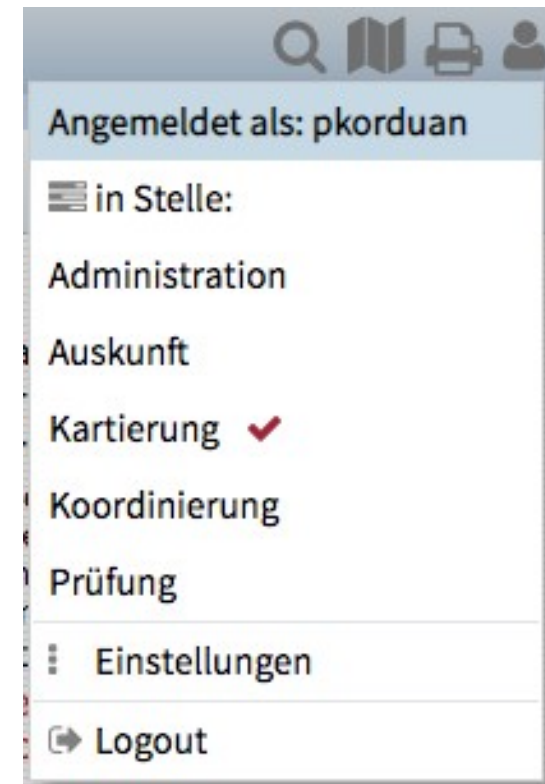 Angemeldet als: pkorduan
in Stelle:
Administration
Auskunft
Kartierung
Koordinierung
Prüfung
Einstellungen
Logout